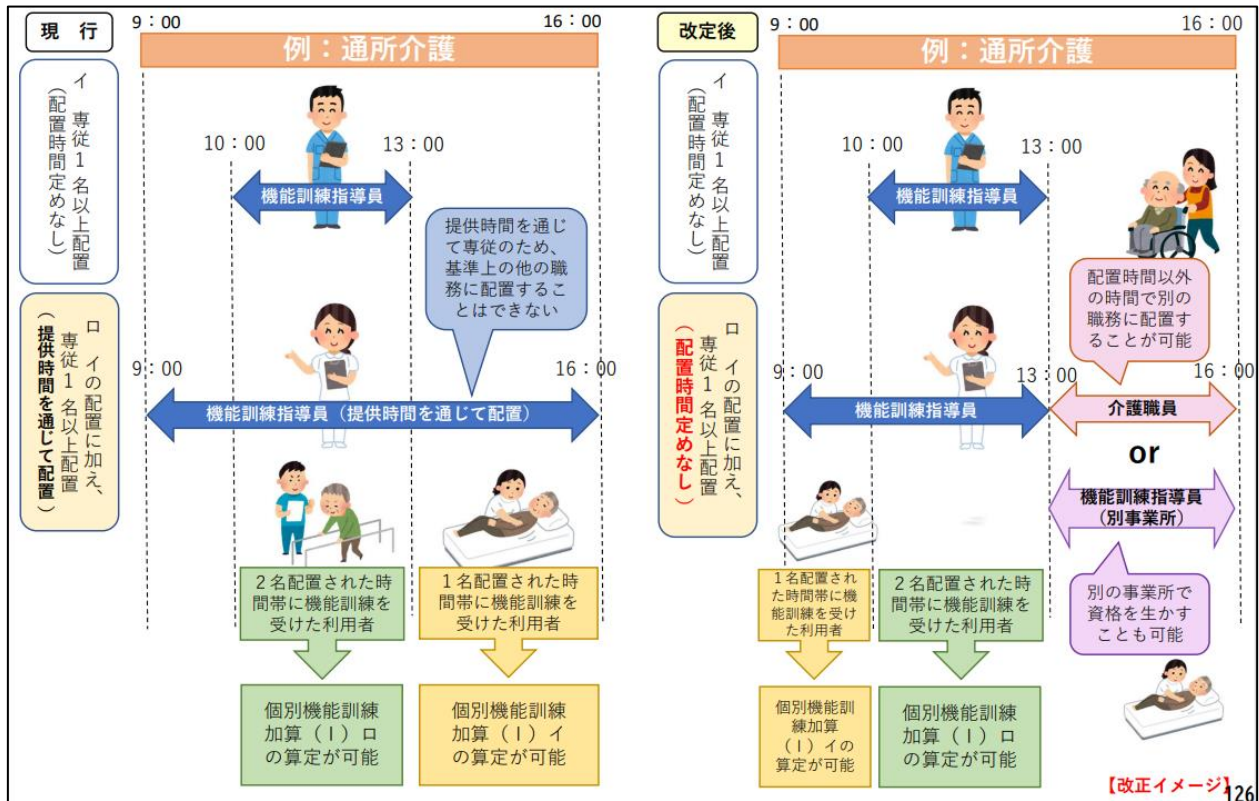 現 行
9：00
16：00
例：通所介護
イ 専従１名以上配置
（配置時間定めなし）
10：00
13：00
機能訓練指導員
提供時間を通じ
て専従のため、
基準上の他の職
務に配置するこ
とはできない
ロ イの配置に加え、
専従１名以上配置
（提供時間を通じて配置）
9：00
16：00
機能訓練指導員（提供時間を通じて配置）
２名配置された時
間帯に機能訓練を
受けた利用者
１名配置された時
間帯に機能訓練を
受けた利用者
個別機能訓練
加算（Ⅰ）ロ
の算定が可能
個別機能訓練
加算（Ⅰ）イ
の算定が可能
改定後
9：00
16：00
例：通所介護
イ 専従１名以上配置
（配置時間定めなし）
10：00
13：00
機能訓練指導員
配置時間以外
の時間で別の
職務に配置す
ることが可能
ロ イの配置に加え、
専従１名以上配置
（配置時間定めなし）
9：00
13：00
16：00
機能訓練指導員
介護職員
or
機能訓練指導員
（別事業所）
別の事業所で
資格を生かす
ことも可能
１名配置され
た時間帯に機
能訓練を受け
た利用者
２名配置された時
間帯に機能訓練を
受けた利用者
個別機能訓
練加算
（Ⅰ）イの
算定が可能
個別機能訓練
加算（Ⅰ）ロ
の算定が可能
【改正イメージ】
126